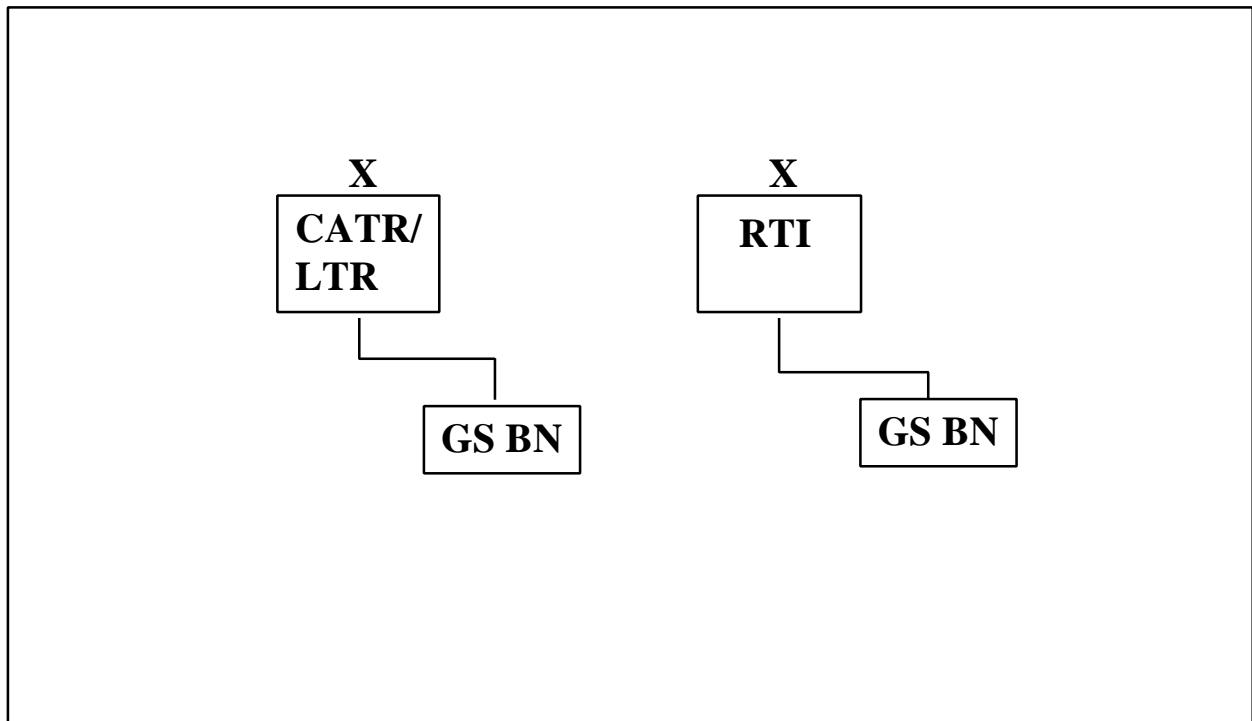 X
CATR/
LTR
GS BN
X
RTI
GS BN